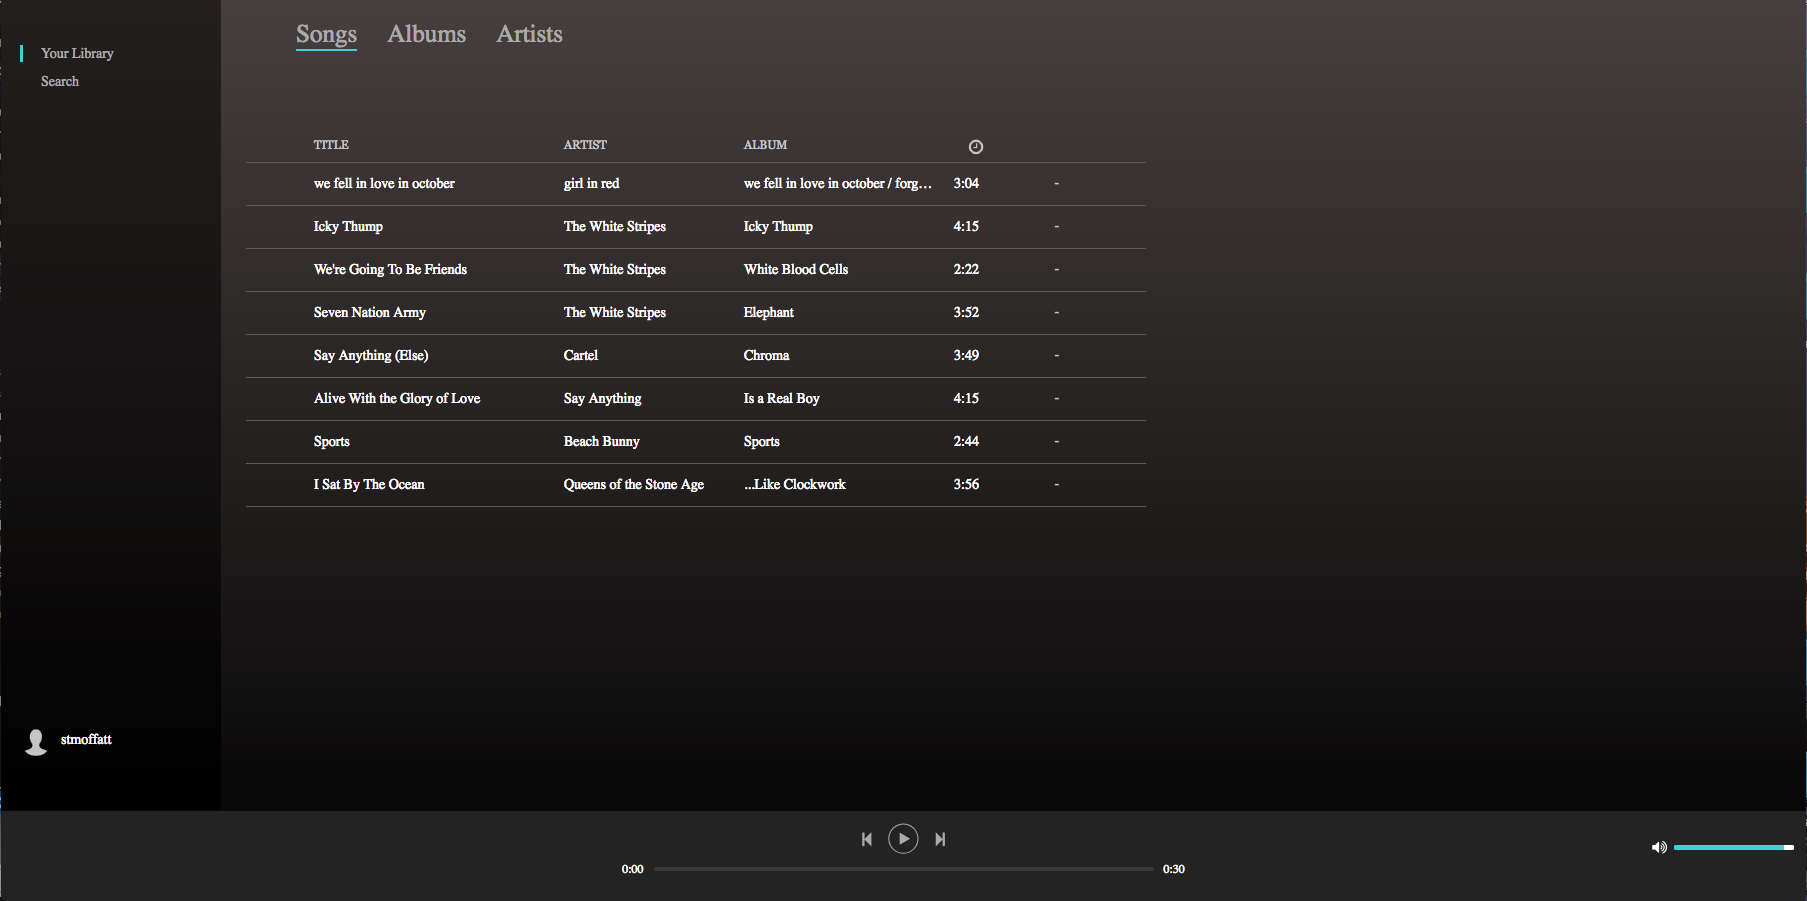 Your Library
Search
Songs Albums Artists
TITLE ARTIST ALBUM
we fell in love in october girl in red we fell in love in october / forg... 3:04 -
Icky Thump The White Stripes Icky Thump 4:15 -
We're Going To Be Friends The White Stripes White Blood Cells 2:22 -
Seven Nation Army The White Stripes Elephant 3:52 -
Say Anything (Else) Cartel Chroma 3:49 -
Alive With the Glory of Love Say Anything Is a Real Boy 4:15 -
Sports Beach Bunny Sports 2:44 -
I Sat By The Ocean Queens of the Stone Age ...Like Clockwork 3:56 -
stmoffatt
0:00 0:30